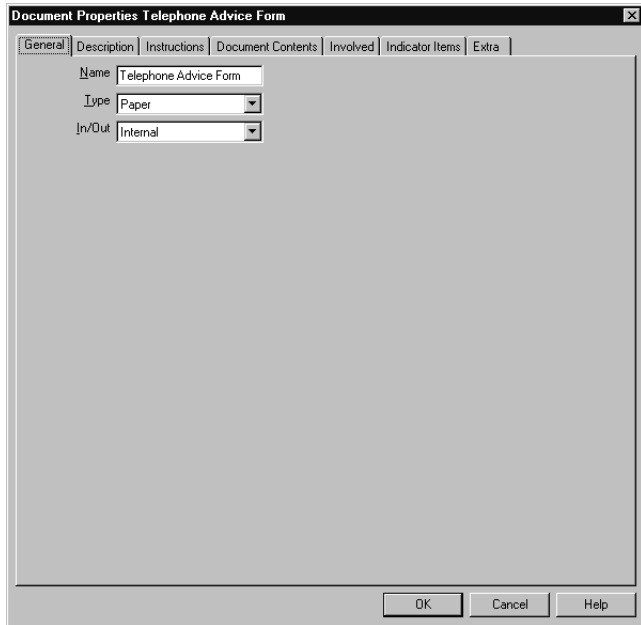 Document Properties Telephone Advice Form
General Description Instructions Document Contents Involved Indicator Items Extra
Name Telephone Advice Form
Type Paper
In/Out Internal
OK Cancel Help